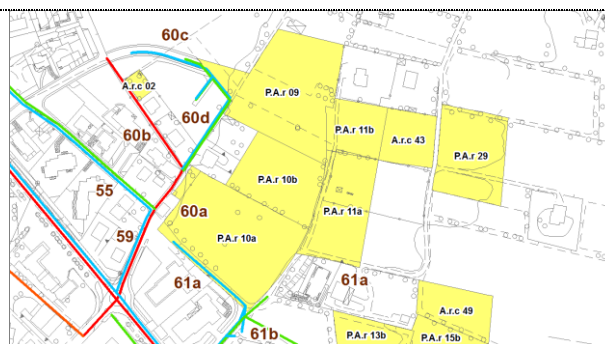 60c
A.r.c 02
P.A.r 09
60d
60b
P.A.r 11b
A.r.c 43
P.A.r 29
55
P.A.r 10b
60a
P.A.r 11a
59
P.A.r 10a
61a
61a
A.r.c 49
61b
P.A.r 13b
P.A.r 15b